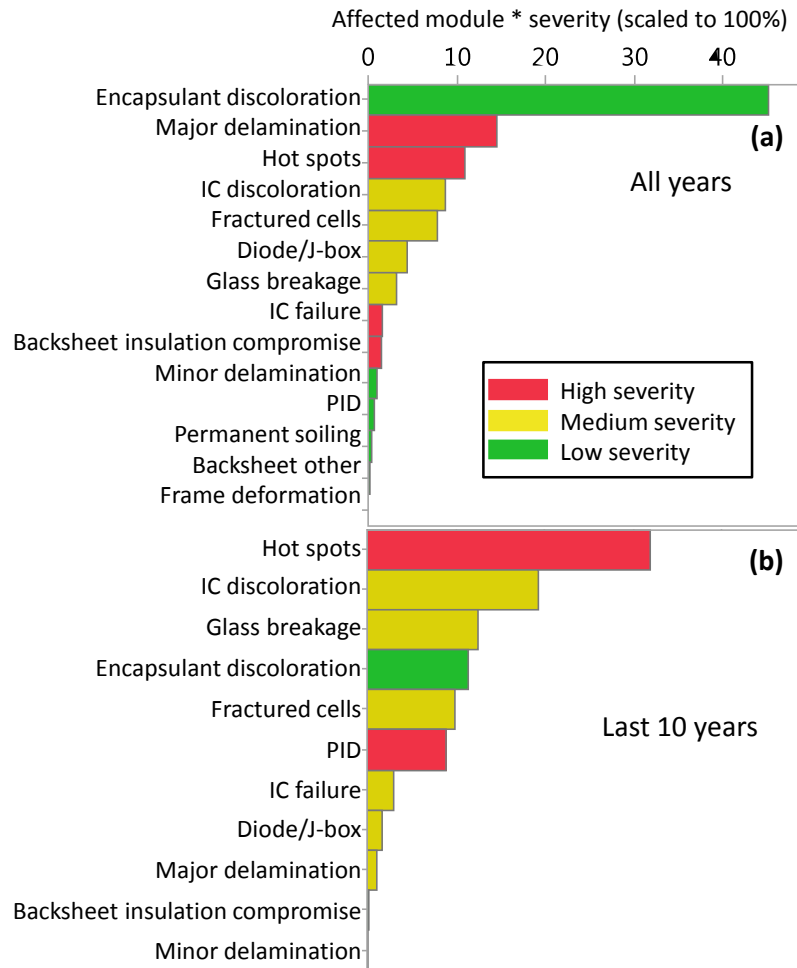 Affected module * severity (scaled to 100%)
0 10 20 30 40
Encapsulant discoloration
(a)
Major delamination
Hot spots
All years
IC discoloration
Fractured cells
Diode/J-box
Glass breakage
IC failure
Backsheet insulation compromise
Minor delamination
PID
Permanent soiling
Backsheet other
Frame deformation
High severity
Medium severity
Low severity
Hot spots
(b)
IC discoloration
Glass breakage
Encapsulant discoloration
Fractured cells
Last 10 years
PID
IC failure
Diode/J-box
Major delamination
Backsheet insulation compromise
Minor delamination